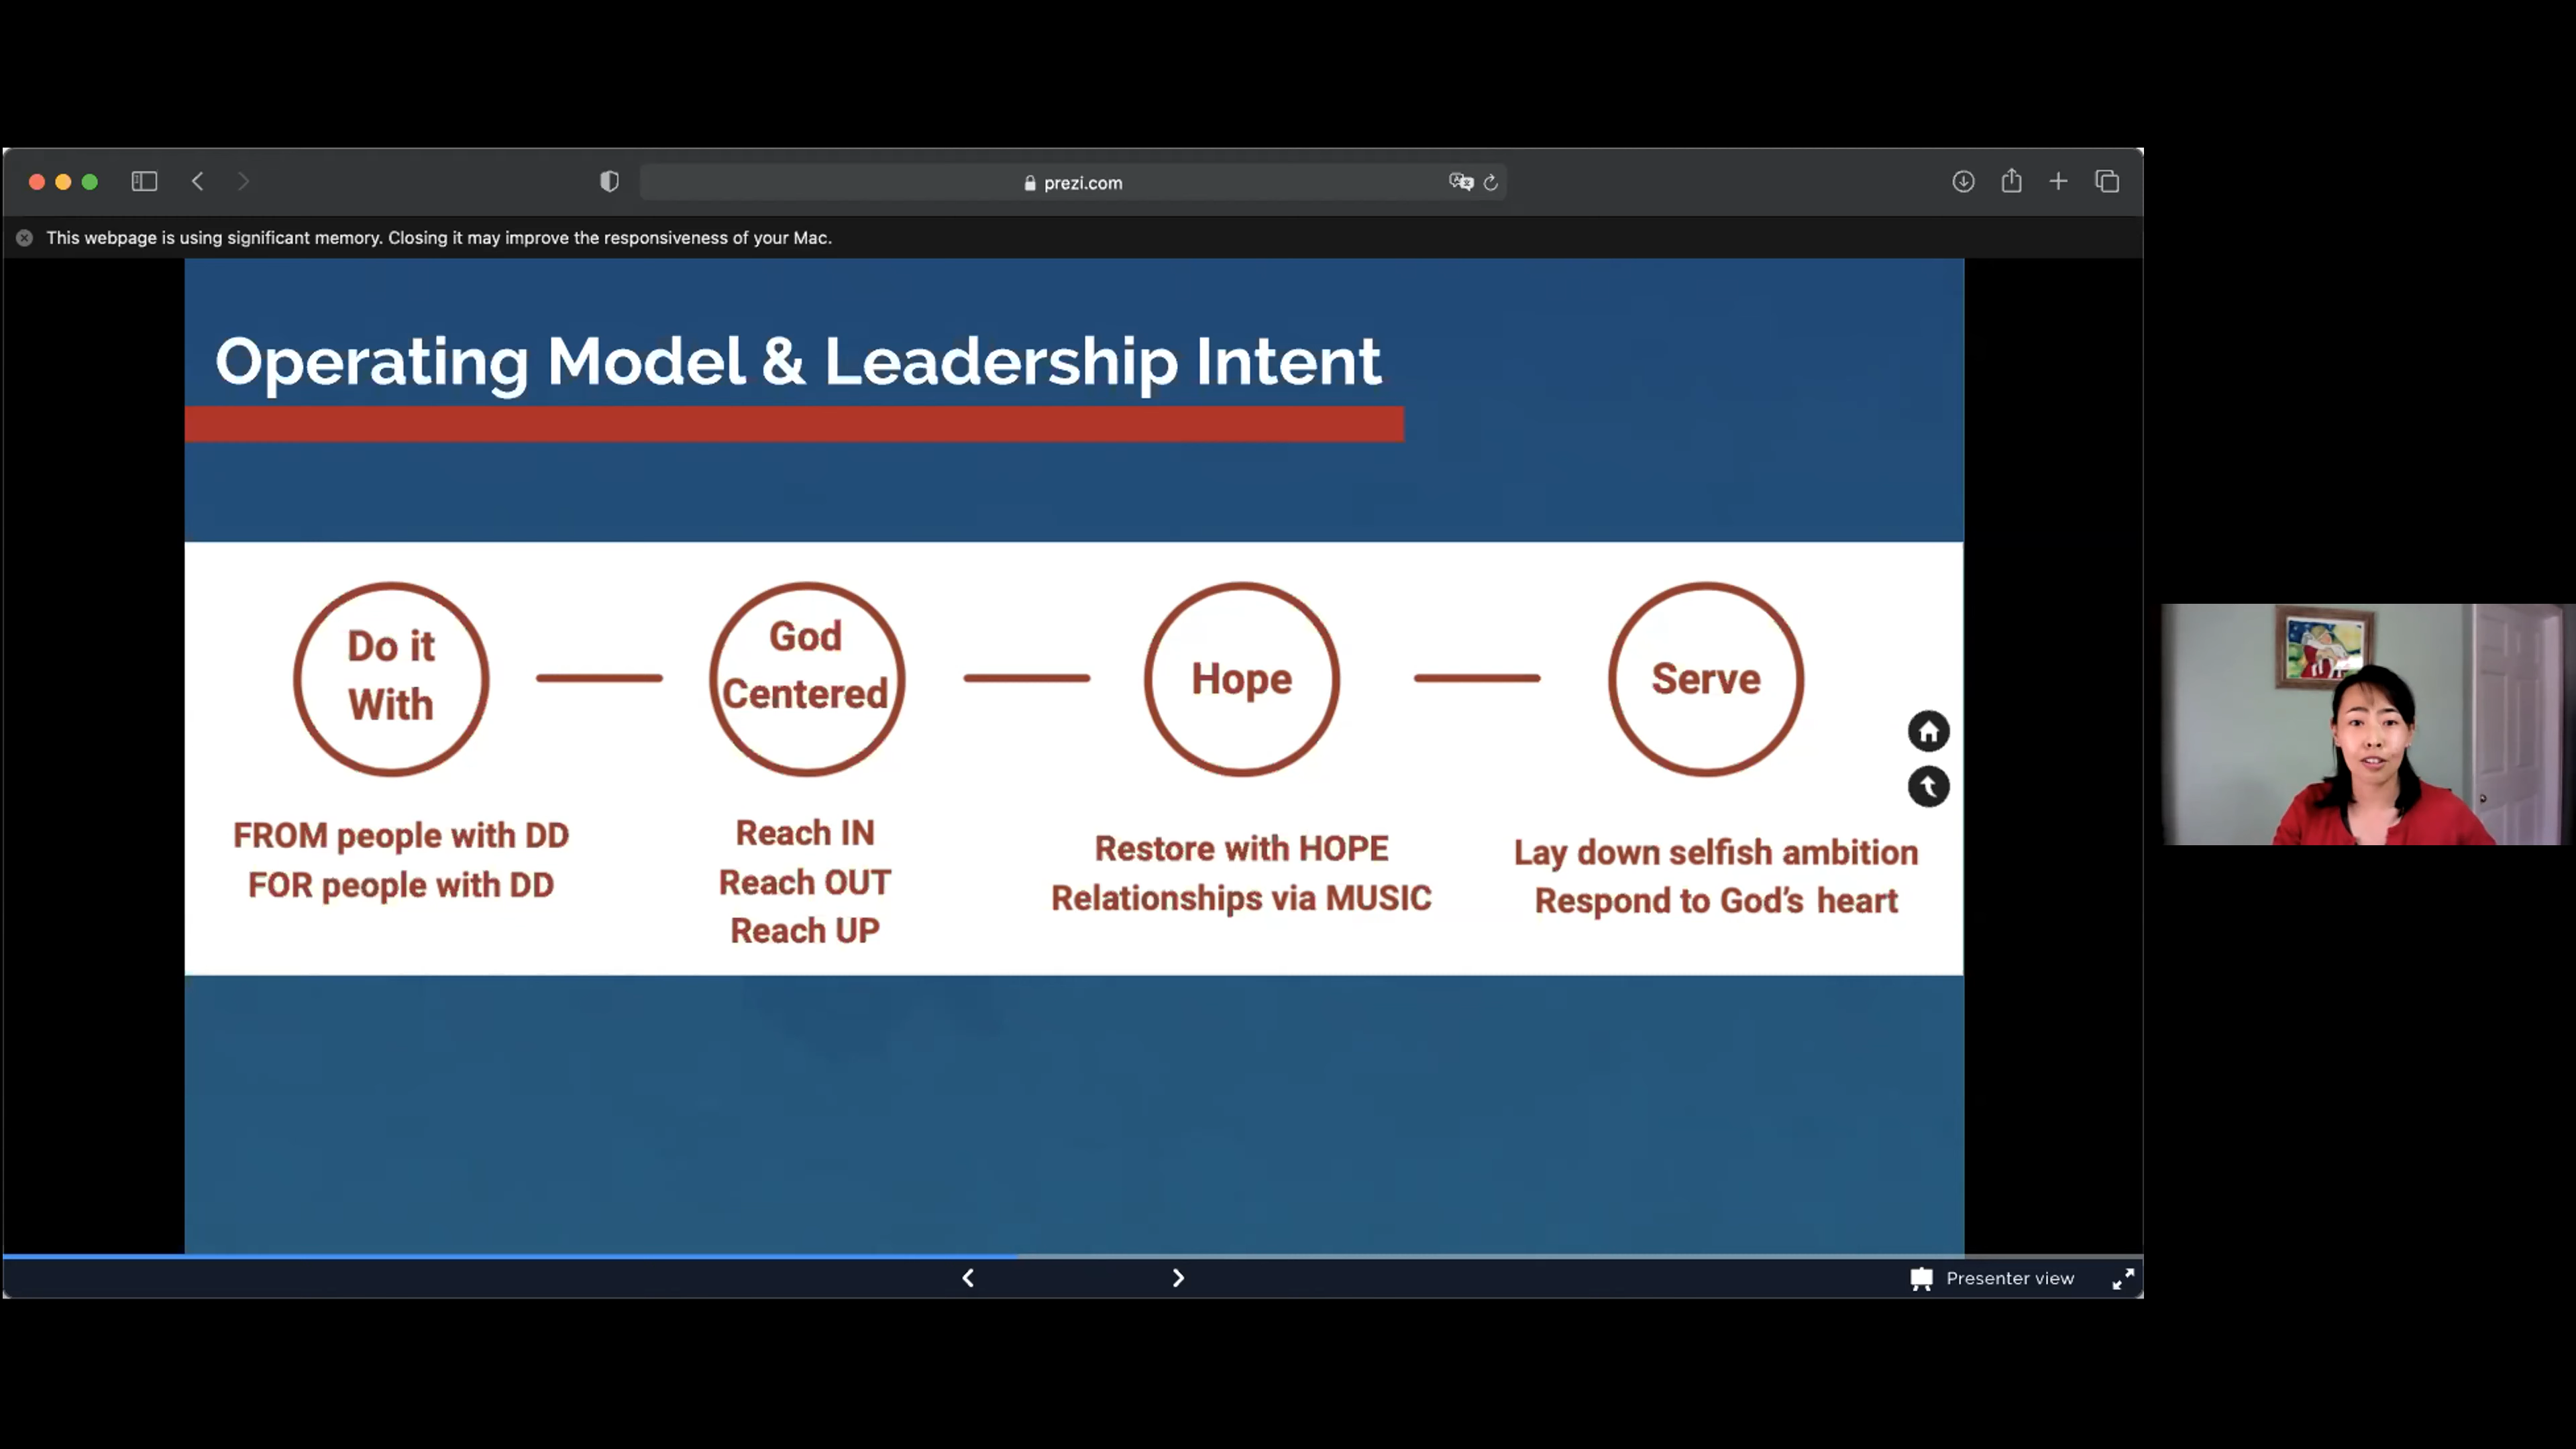 prezi.com
This webpage is using significant memory. Closing it may improve the responsiveness of your Mac.
Operating Model & Leadership Intent
Do it
With
FROM people with DD
FOR people with DD
God
Centered
Reach IN
Reach OUT
Reach UP
Hope
Restore with HOPE
Relationships via MUSIC
Serve
Lay down selfish ambition
Respond to God's heart
Presenter view